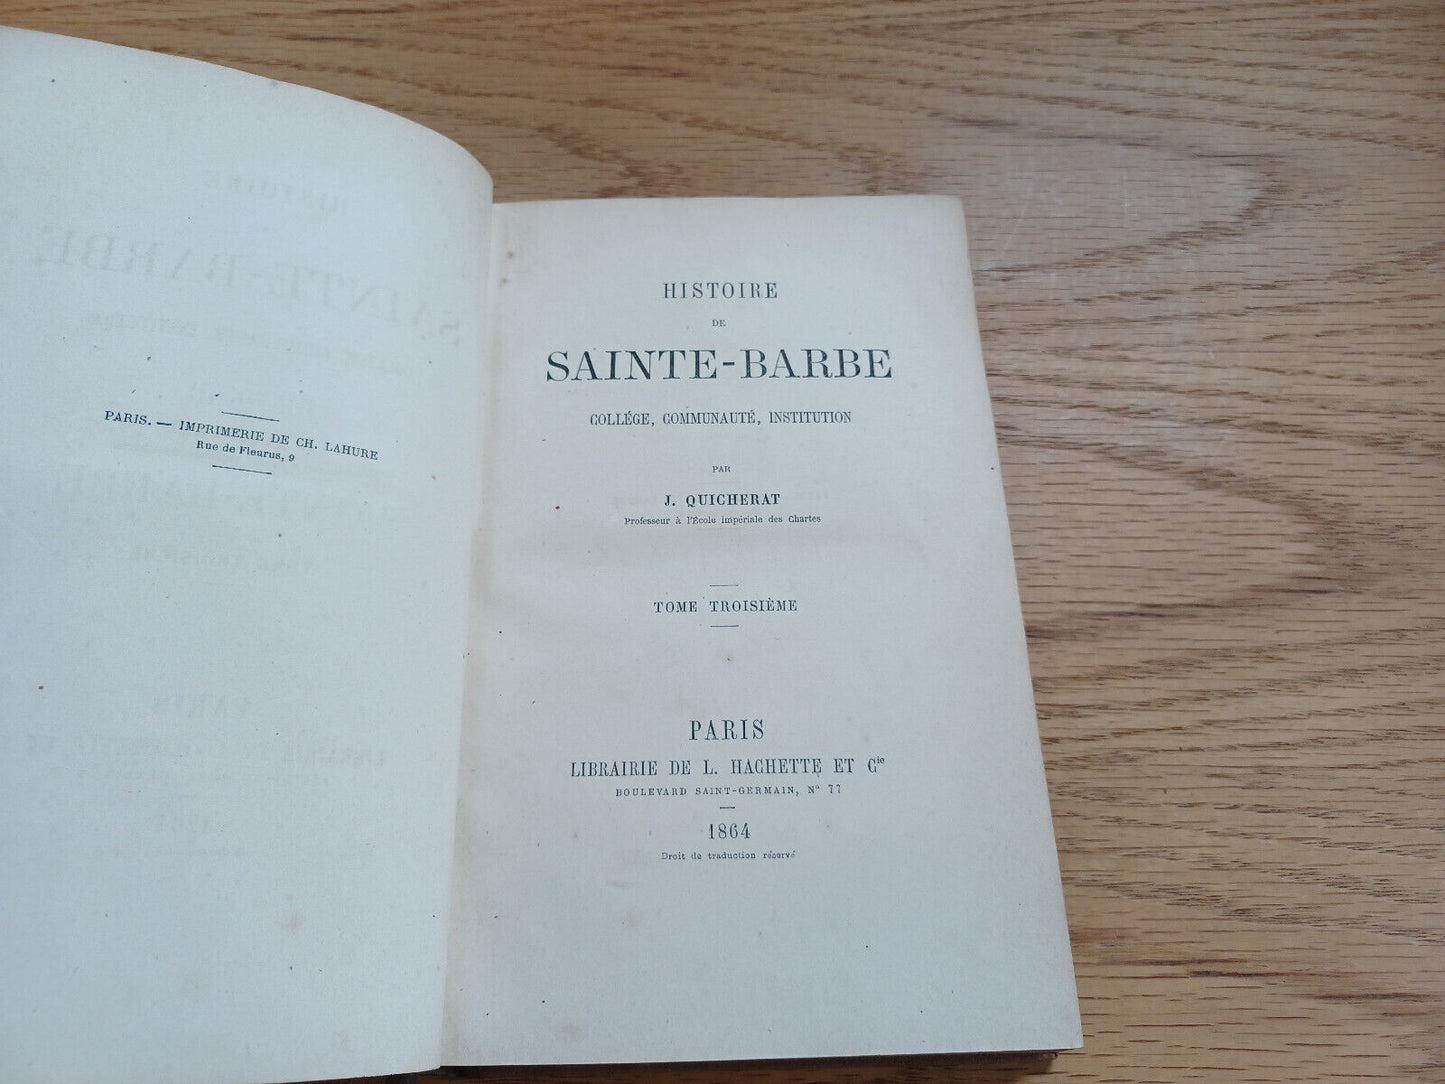 PARIS. — IMPRIMERIE DE CH. LAHURE
Rue de Fleurus, 9
HISTOIRE
DE
SAINTE-BARBE
COLLÉGE, COMMUNAUTÉ, INSTITUTION
PAR
J. QUICHERAT
Professeur à l'École impériale des Chartes
TOME TROISIÈME
PARIS
LIBRAIRIE DE L. HACHETTE ET Cie
BOULEVARD SAINT-GERMAIN, No 77
1864
Droit de traduction réservé